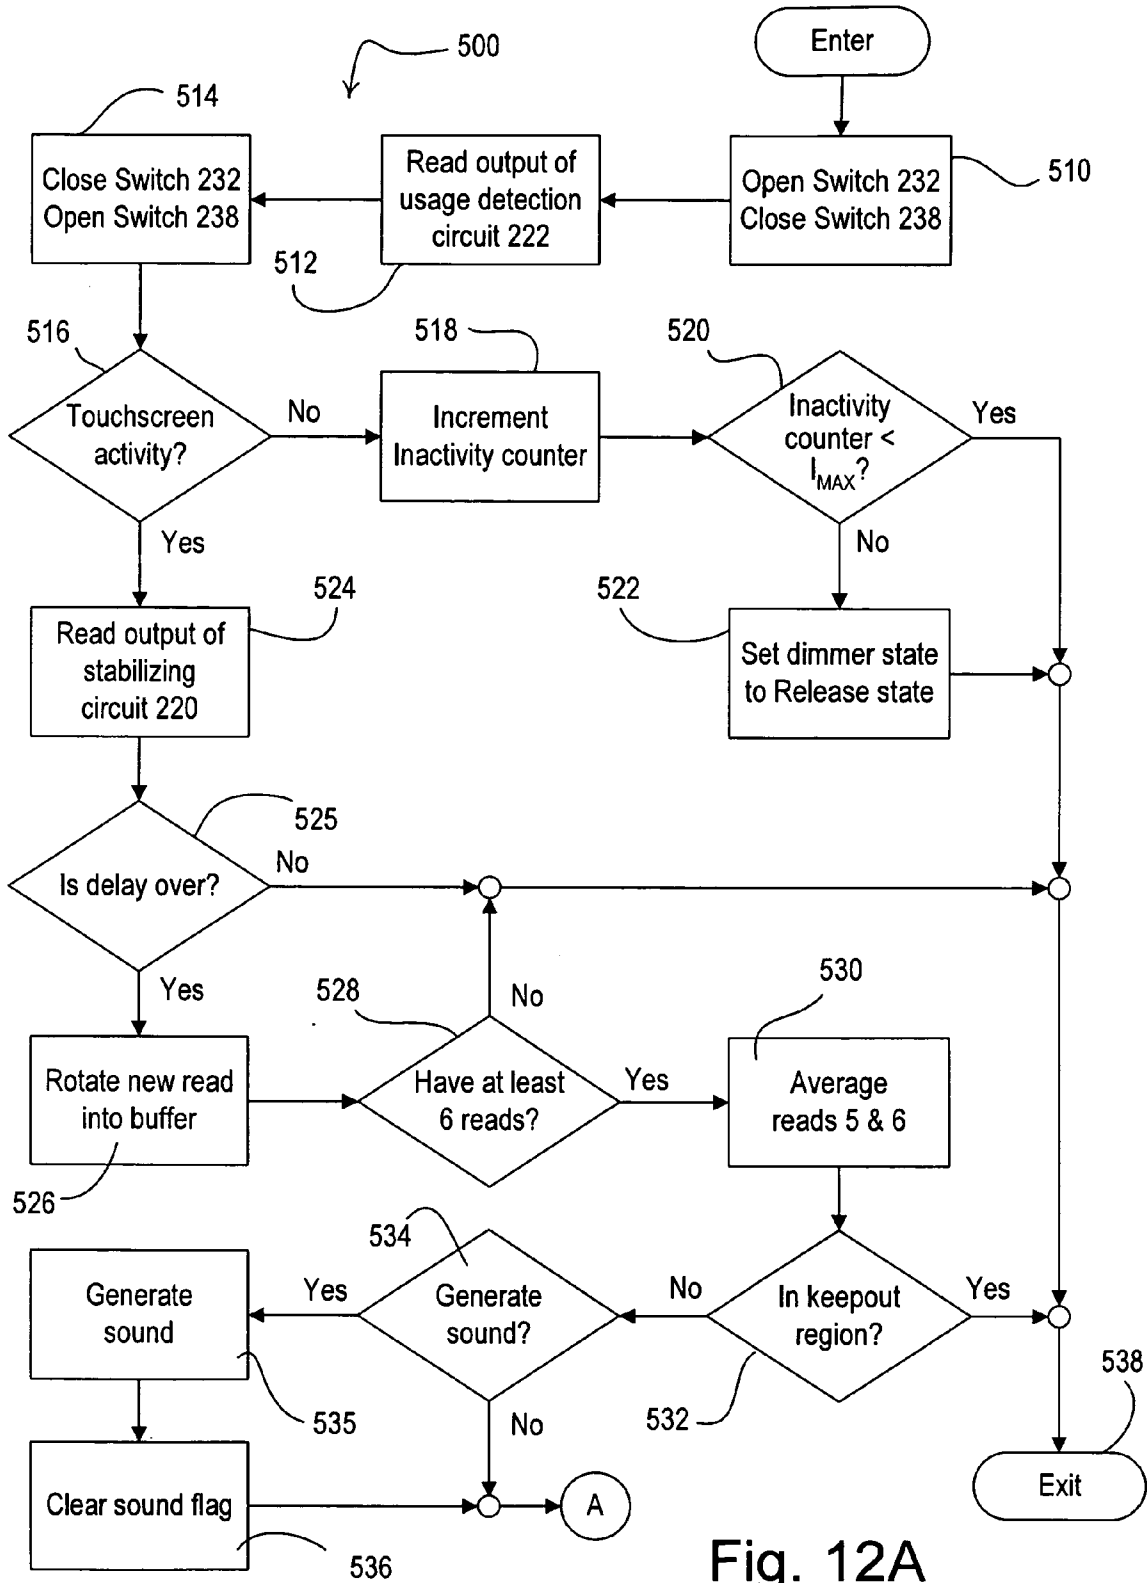 Enter
500
514
Close Switch 232
Open Switch 238
Read output of
usage detection
circuit 222
Open Switch 232
Close Switch 238
510
512
516
Touchscreen
activity?
No
518
Increment
Inactivity counter
520
Inactivity
counter <
IMAX?
Yes
Yes
No
524
Read output of
stabilizing
circuit 220
522
Set dimmer state
to Release state
525
Is delay over?
No
Yes
528
No
530
Rotate new read
into buffer
Have at least
6 reads?
Yes
Average
reads 5 & 6
526
534
Generate
sound
Yes
Generate
sound?
No
In keepout
region?
Yes
535
No
532
538
Clear sound flag
A
Exit
536
Fig. 12A